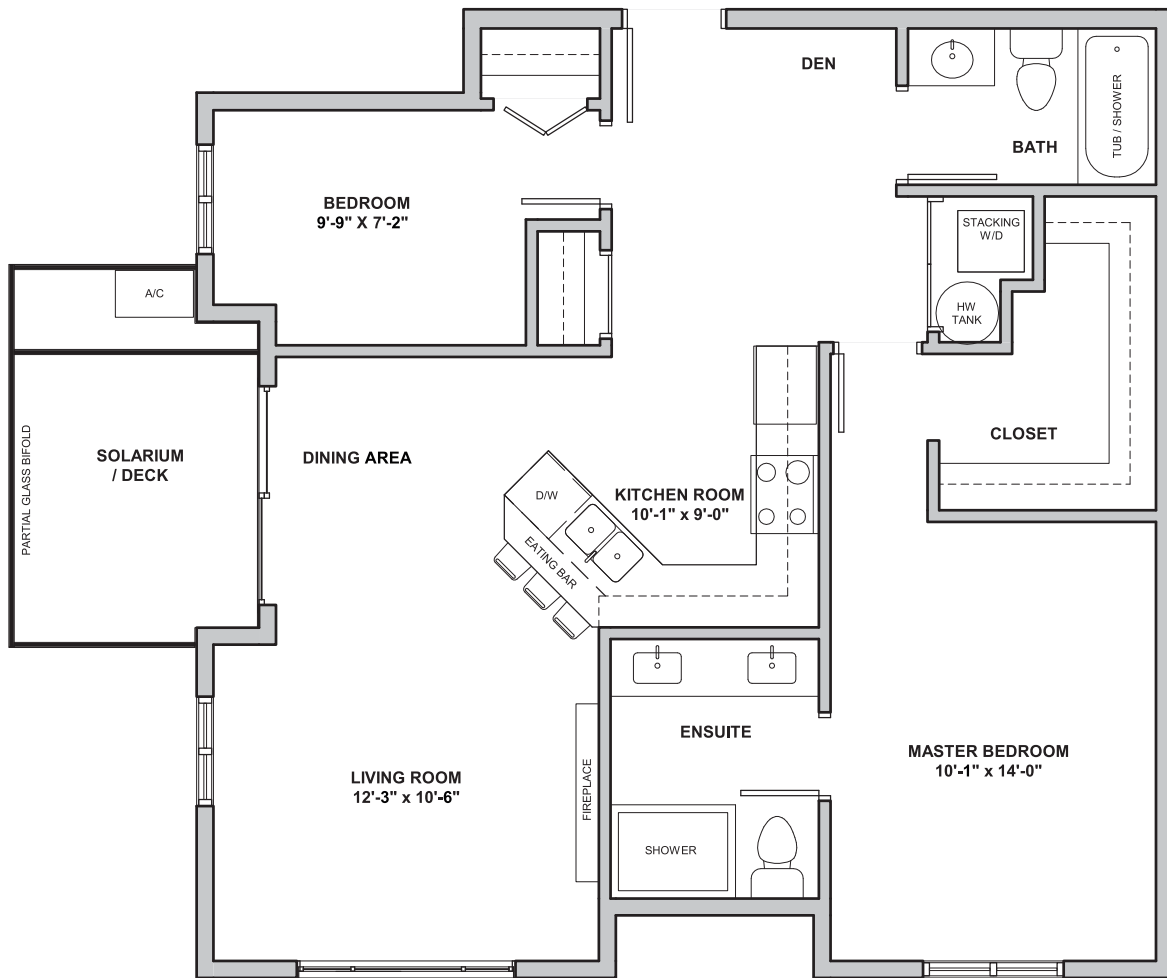 DEN
BATH
TUB / SHOWER
BEDROOM
9'-9" X 7'-2"
STACKING
W/D
HW
TANK
A/C
CLOSET
SOLARIUM
/ DECK
PARTIAL GLASS BIFOLD
DINING AREA
D/W
KITCHEN ROOM
10'-1" x 9'-0"
EATING BAR
ENSUITE
MASTER BEDROOM
10'-1" x 14'-0"
LIVING ROOM
12'-3" x 10'-6"
FIREPLACE
SHOWER